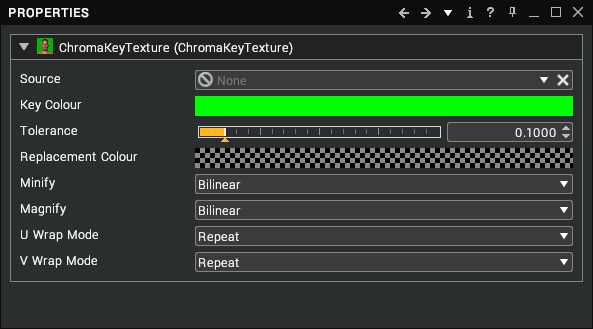 PROPERTIES
ChromaKeyTexture (ChromaKeyTexture)
Source None
Key Colour
Tolerance 0.1000
Replacement Colour
Minify Bilinear
Magnify Bilinear
U Wrap Mode Repeat
V Wrap Mode Repeat